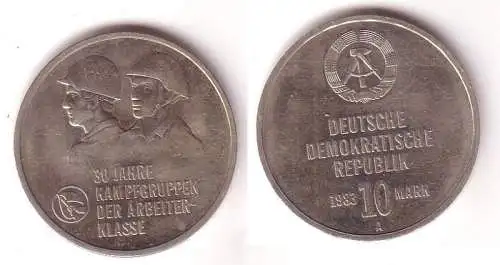 30 JAHRE
KAMPFGRUPPEN
DER ARBEITER-
KLASSE
DEUTSCHE
DEMOKRATISCHE
REPUBLIK
1983 10 MARK
A